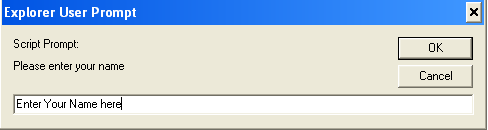 Explorer User Prompt
Script Prompt:
OK
Please enter your name
Cancel
Enter Your Name here